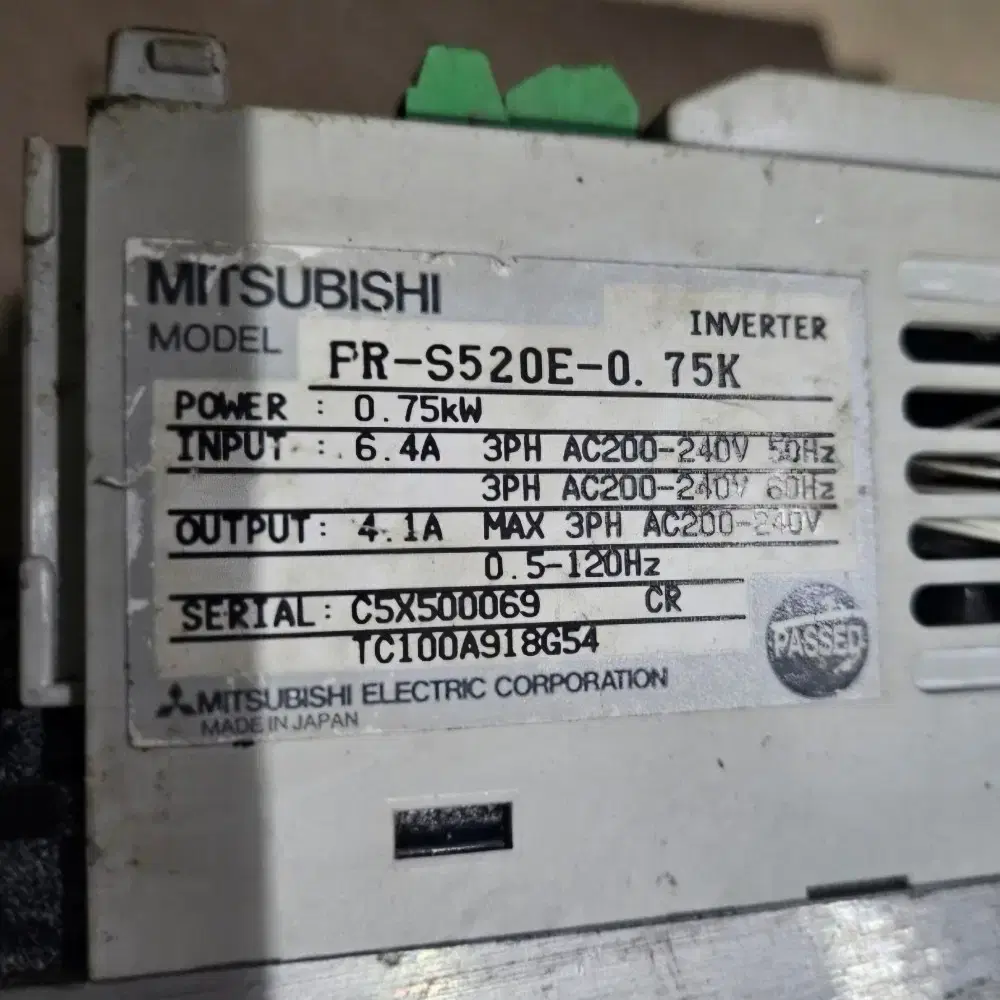 MITSUBISHI
INVERTER
MODEL FR-S520E-0.75K
POWER : 0.75kW
INPUT : 6.4A 3PH AC200-240V 50Hz
3PH AC200-240V 60Hz
OUTPUT: 4.1A MAX 3PH AC200-240V
0.5-120Hz
SERIAL: C5X500069 CR
TC100A918G54
PASSED
MITSUBISHI ELECTRIC CORPORATION
MADE IN JAPAN